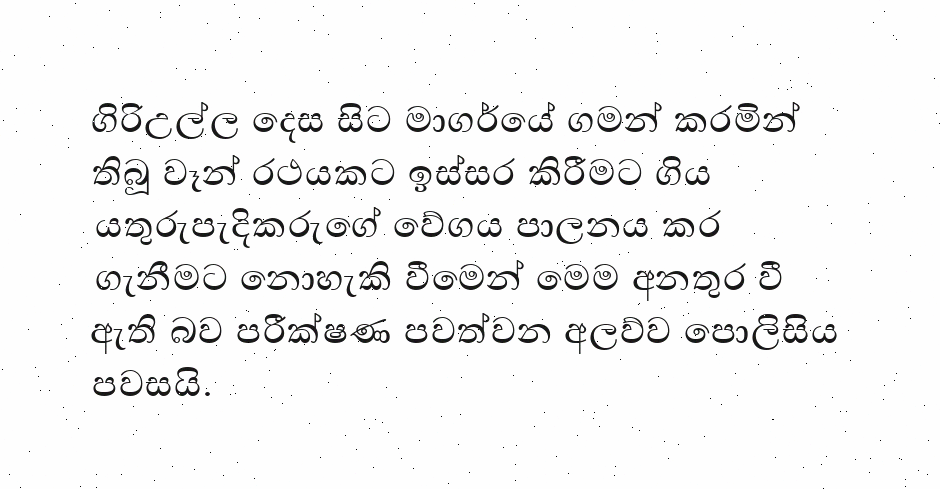 ගිරිඋල්ල දෙස සිට මාගර්යේ ගමන් කරමින්
තිබූ වෑන් රථයකට ඉස්සර කිරීමට ගිය
යතුරුපැදිකරුගේ වේගය පාලනය කර
ගැනීමට නොහැකි වීමෙන් මෙම අනතුර වී
ඇති බව පරීක්ෂණ පවත්වන අලව්ව පොලිසිය
පවසයි.